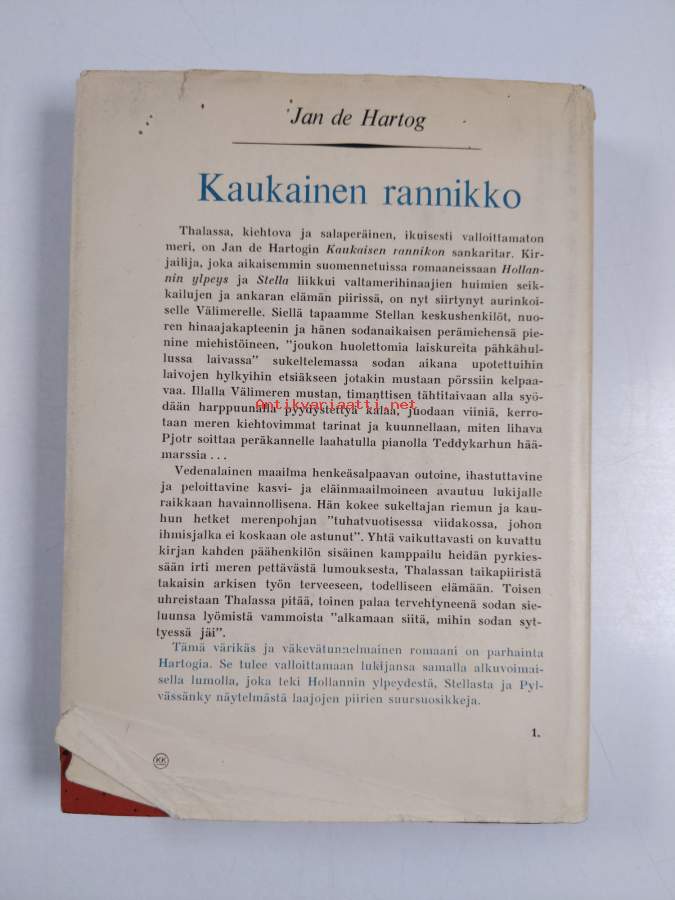 Jan de Hartog
Kaukainen rannikko
Thalassa, kiehtova ja salaperäinen, ikuisesti valloittamaton
meri, on Jan de Hartogin Kaukaisen rannikon sankaritar. Kir-
jailija, joka aikaisemmin suomennetuissa romaaneissaan Hollan-
nin ylpeys ja Stella liikkui valtamerihinaajien huimien seik-
kailujen ja ankaran elämän piirissä, on nyt siirtynyt aurinkoi-
selle Välimerelle. Siellä tapaamme Stellan keskushenkilöt, nuo-
ren hinaajakapteenin ja hänen sodanaikaisen perämiehensä pie-
nine miehistöineen, "joukon huolettomia laiskureita pähkähul-
lussa laivassa" sukeltelemassa sodan aikana upotettuihin
laivojen hylkyihin etsiäkseen jotakin mustaan pörssiin kelpaa-
vaa. Illalla Välimeren mustan, timanttisen tähtitaivaan alla syö-
dään harppuunalla pyydystettyä kalaa, juodaan viiniä, kerro-
Antikvariaatti.net
taan meren kiehtovimmat tarinat ja kuunnellaan, miten lihava
Pjotr soittaa peräkannelle laahatulla pianolla Teddykarhun hää-
marssia . . .
Vedenalainen maailma henkeäsalpaavan outoine, ihastuttavine
ja peloittavine kasvi- ja eläinmaailmoineen avautuu lukijalle
raikkaan havainnollisena. Hän kokee sukeltajan riemun ja kau-
hun hetket merenpohjan "tuhatvuotisessa viidakossa, johon
ihmisjalka ei koskaan ole astunut". Yhtä vaikuttavasti on kuvattu
kirjan kahden päähenkilön sisäinen kamppailu heidän pyrkies-
sään irti meren pettävästä lumouksesta, Thalassan taikapiiristä
takaisin arkisen työn terveeseen, todelliseen elämään. Toisen
uhreistaan Thalassa pitää, toinen palaa tervehtyneenä sodan sie-
luunsa lyömistä vammoista "alkamaan siitä, mihin sodan syt-
tyessä jäi".
Tämä värikäs ja väkevätunnelmainen romaani on parhainta
Hartogia. Se tulee valloittamaan lukijansa samalla alkuvoimai-
sella lumolla, joka teki Hollannin ylpeydestä, Stellasta ja Pyl-
vässänky näytelmästä laajojen piirien suursuosikkeja.
1.
KK